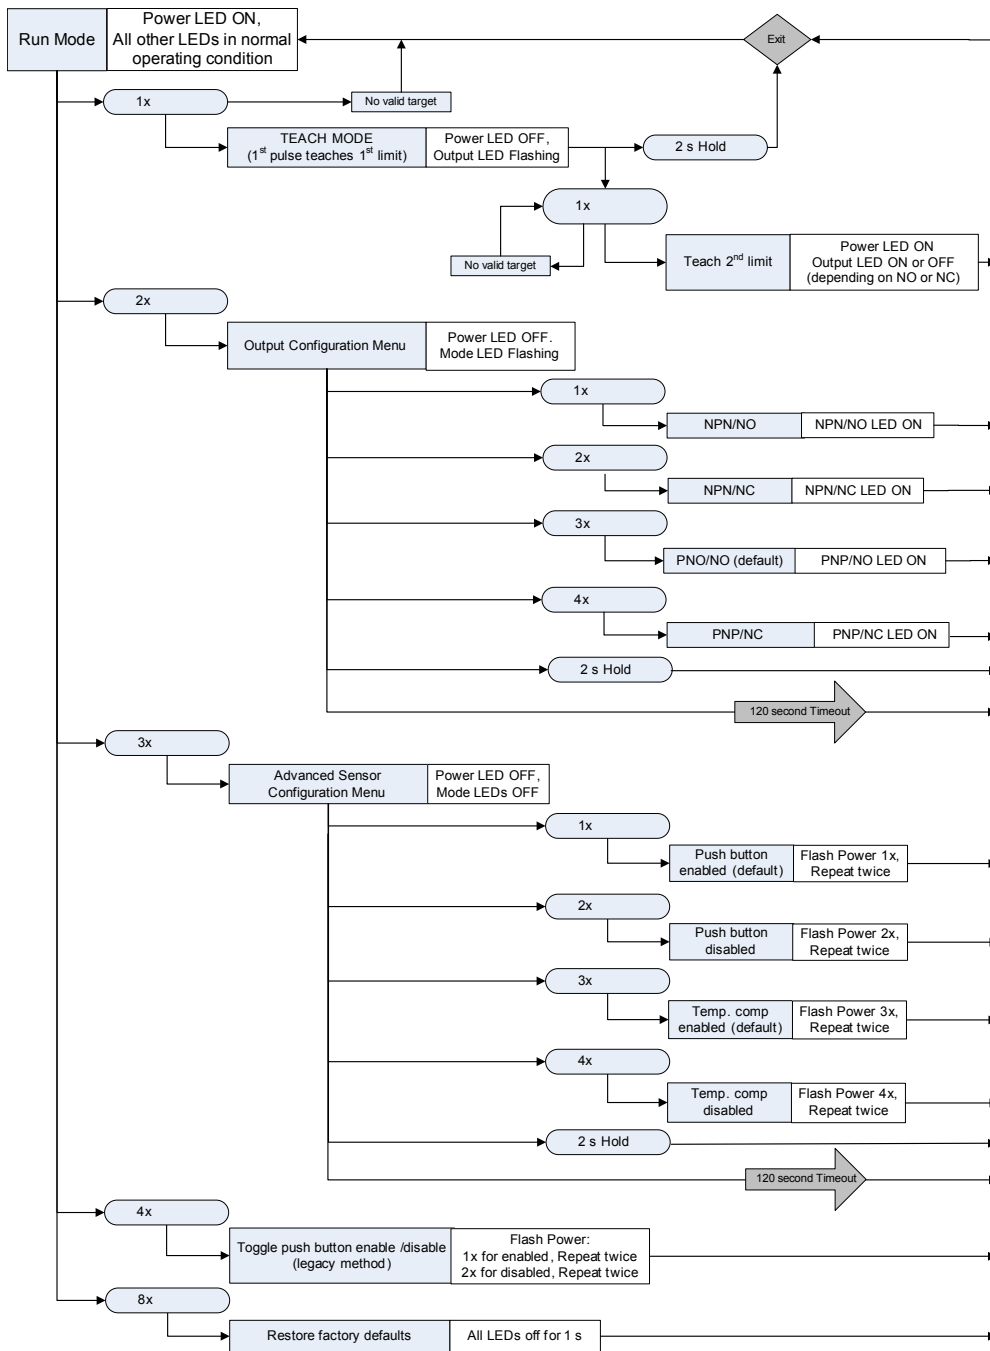 Run Mode
Power LED ON,
All other LEDs in normal
operating condition
Exit
1x
No valid target
TEACH MODE
(1st pulse teaches 1st limit)
Power LED OFF,
Output LED Flashing
2 s Hold
1x
No valid target
Teach 2nd limit
Power LED ON
Output LED ON or OFF
(depending on NO or NC)
2x
Output Configuration Menu
Power LED OFF.
Mode LED Flashing
1x
NPN/NO
NPN/NO LED ON
2x
NPN/NC
NPN/NC LED ON
3x
PNO/NO (default)
PNP/NO LED ON
4x
PNP/NC
PNP/NC LED ON
2 s Hold
120 second Timeout
3x
Advanced Sensor
Configuration Menu
Power LED OFF,
Mode LEDs OFF
1x
Push button
enabled (default)
Flash Power 1x,
Repeat twice
2x
Push button
disabled
Flash Power 2x,
Repeat twice
3x
Temp. comp
enabled (default)
Flash Power 3x,
Repeat twice
4x
Temp. comp
disabled
Flash Power 4x,
Repeat twice
2 s Hold
120 second Timeout
4x
Toggle push button enable /disable
(legacy method)
Flash Power:
1x for enabled, Repeat twice
2x for disabled, Repeat twice
8x
Restore factory defaults
All LEDs off for 1 s